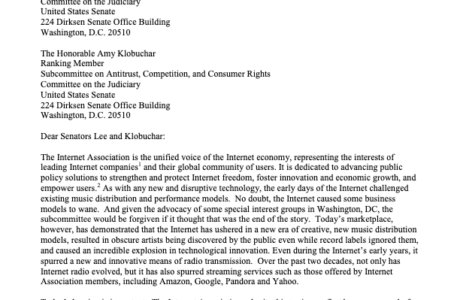 Committee on the Judiciary
United States Senate
224 Dirksen Senate Office Building
Washington, D.C. 20510
The Honorable Amy Klobuchar
Ranking Member
Subcommittee on Antitrust, Competition, and Consumer Rights
Committee on the Judiciary
United States Senate
224 Dirksen Senate Office Building
Washington, D.C. 20510
Dear Senators Lee and Klobuchar:
The Internet Association is the unified voice of the Internet economy, representing the interests of
leading Internet companies¹ and their global community of users. It is dedicated to advancing public
policy solutions to strengthen and protect Internet freedom, foster innovation and economic growth, and
empower users.² As with any new and disruptive technology, the early days of the Internet challenged
existing music distribution and performance models. No doubt, the Internet caused some business
models to wane. And given the advocacy of some special interest groups in Washington, DC, the
subcommittee would be forgiven if it thought that was the end of the story. Today's marketplace,
however, has demonstrated that the Internet has ushered in a new era of creative, new music distribution
models, resulted in obscure artists being discovered by the public even while record labels ignored them,
and caused an incredible explosion in technological innovation. Even during the Internet's early years, it
spurred a new and innovative means of radio transmission. Over the past two decades, not only has
Internet radio evolved, but it has also spurred streaming services such as those offered by Internet
Association members, including Amazon, Google, Pandora and Yahoo.